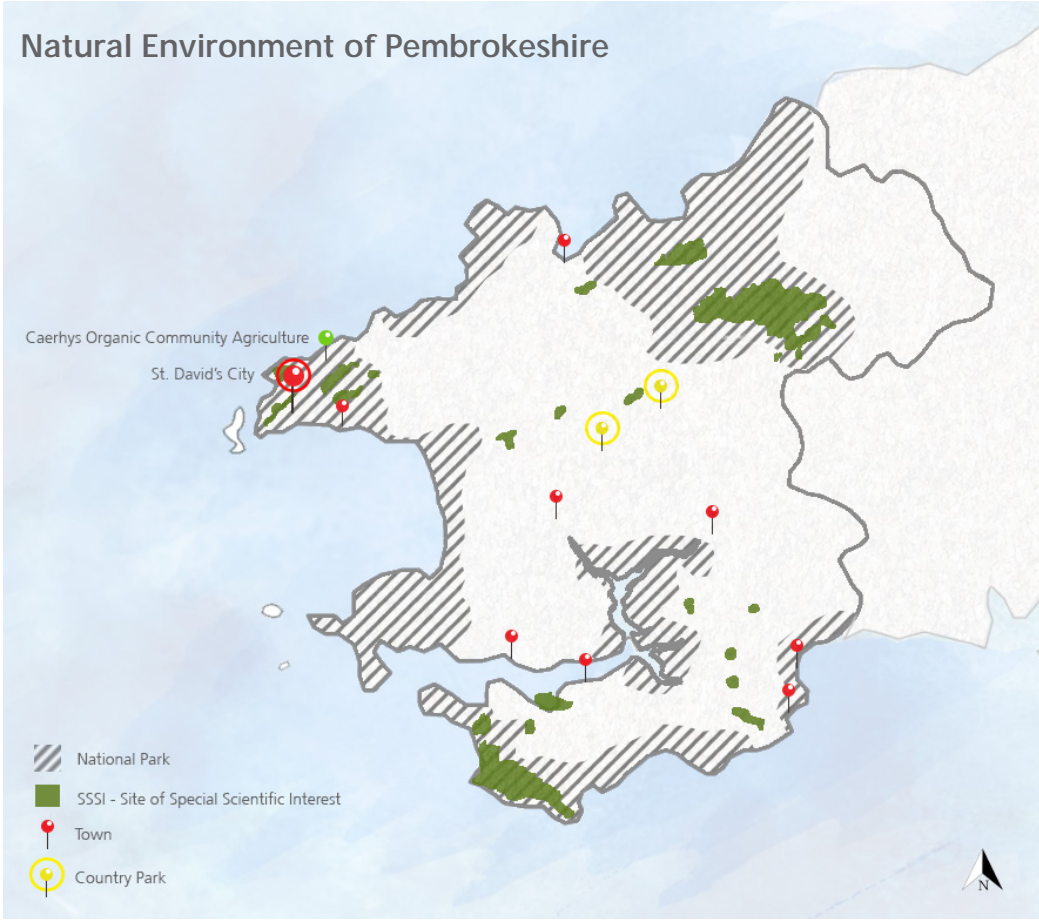 Natural Environment of Pembrokeshire
Caerhys Organic Community Agriculture
St. David's City
National Park
SSSI - Site of Special Scientific Interest
Town
Country Park
N